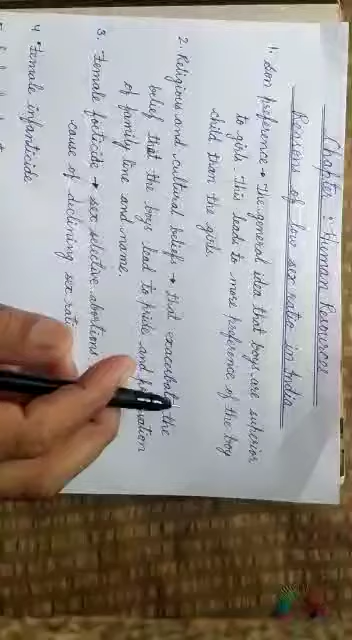 Chapter : Human Resources
Reasons of low sex ratio in India
1. Son preference → The general idea that boys are superior
to girls. This leads to more preference of the boy
child than the girl.
2. Religious and cultural beliefs → that exacerbate the
belief that the boys lead to pride and
of family line and name.
3. Female foeticide → sex selective abortions
cause of declining sex ratio
4. Female infanticide